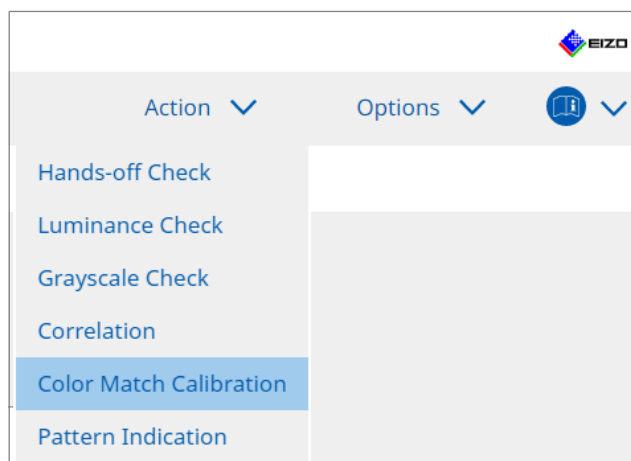 EIZO
Action Options
Hands-off Check
Luminance Check
Grayscale Check
Correlation
Color Match Calibration
Pattern Indication